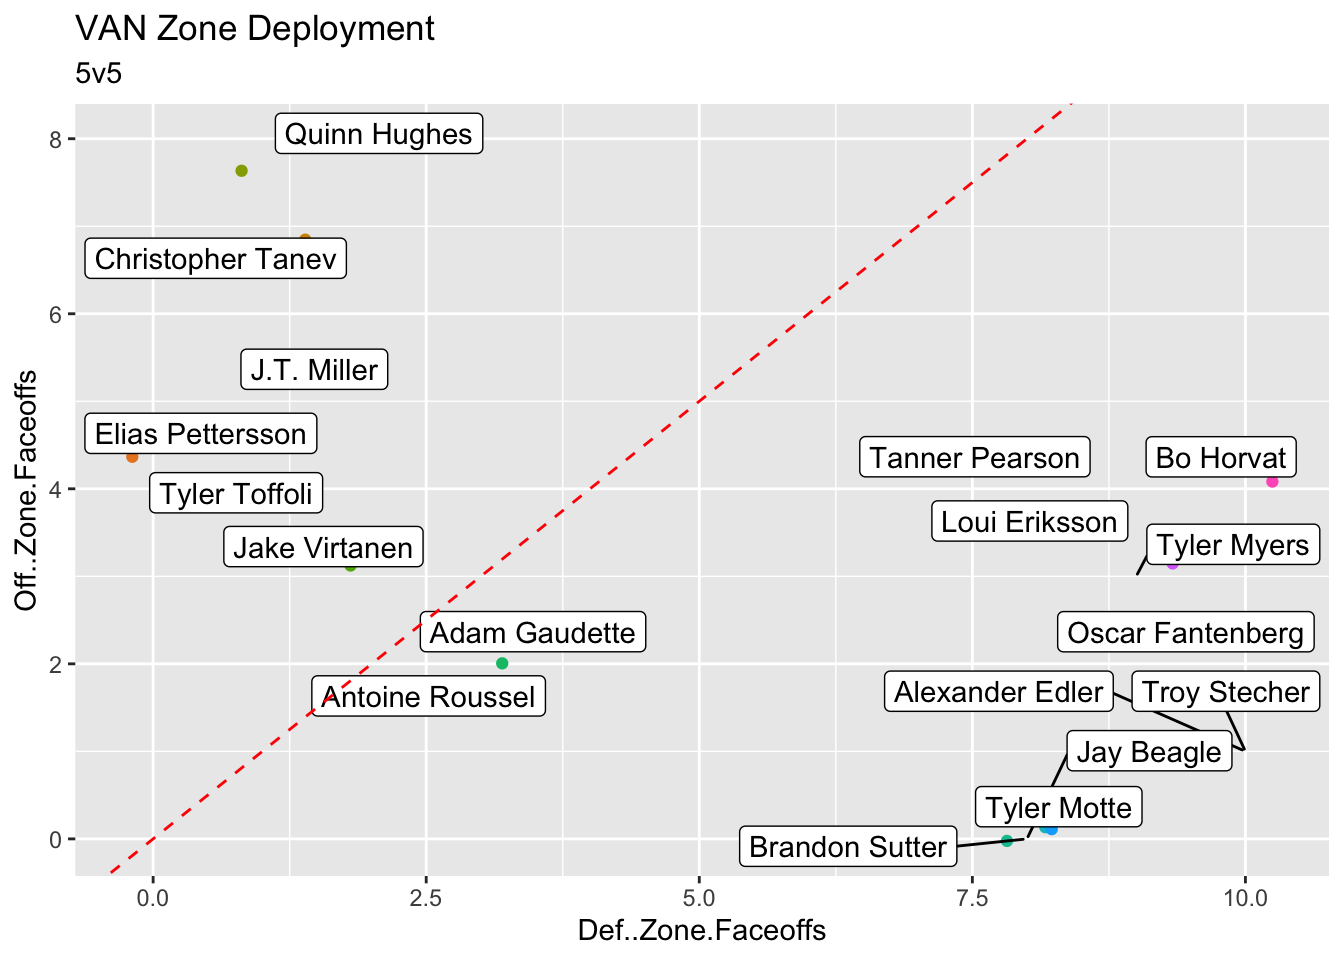 VAN Zone Deployment
5v5
Off..Zone.Faceoffs
8
6
4
2
0
Quinn Hughes
Christopher Tanev
J.T. Miller
Elias Pettersson
Tyler Toffoli
Jake Virtanen
Adam Gaudette
Antoine Roussel
Tanner Pearson
Bo Horvat
Loui Eriksson
Tyler Myers
Oscar Fantenberg
Alexander Edler
Troy Stecher
Jay Beagle
Tyler Motte
Brandon Sutter
0.0
2.5
5.0
7.5
10.0
Def..Zone.Faceoffs